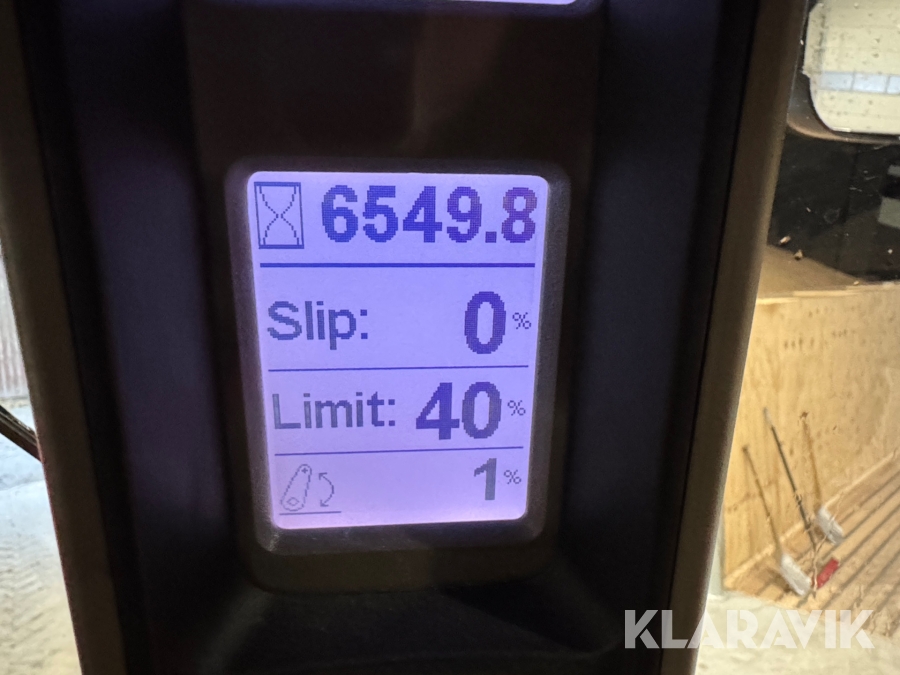 6549.8
Slip: 0%
Limit: 40%
1%
KLARAVIK